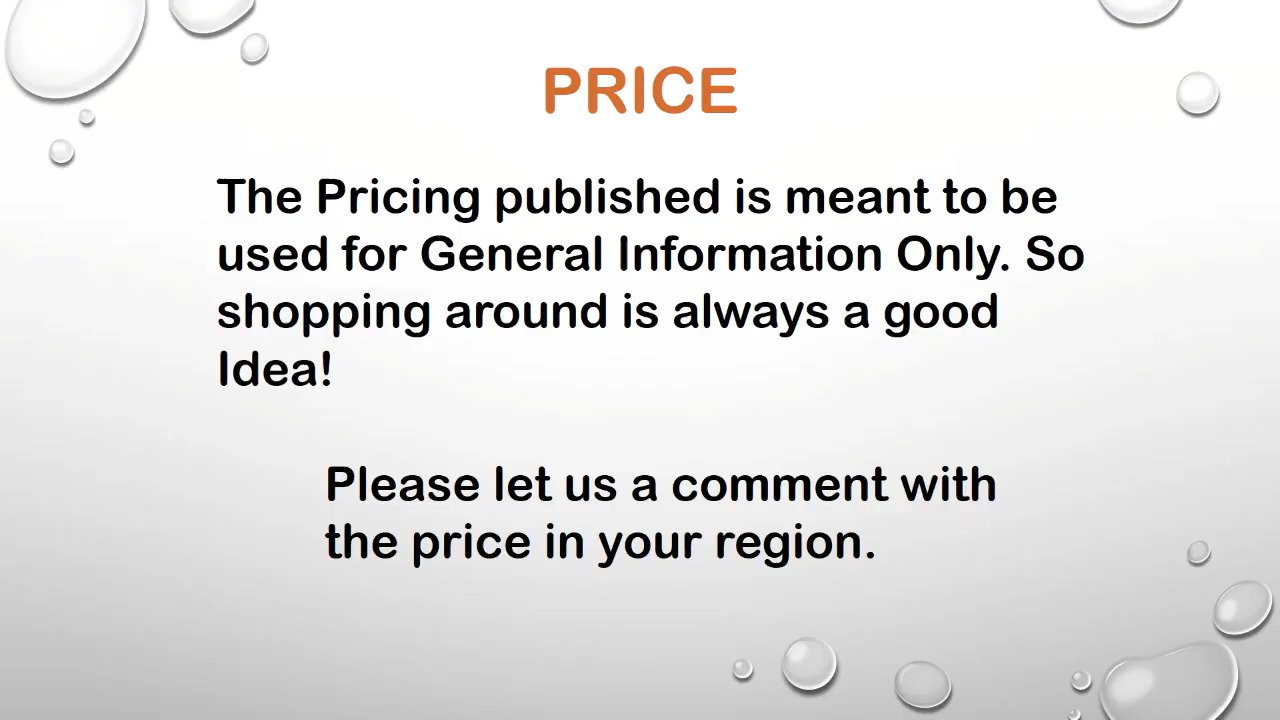 PRICE
The Pricing published is meant to be
used for General Information Only. So
shopping around is always a good
Idea!
Please let us a comment with
the price in your region.